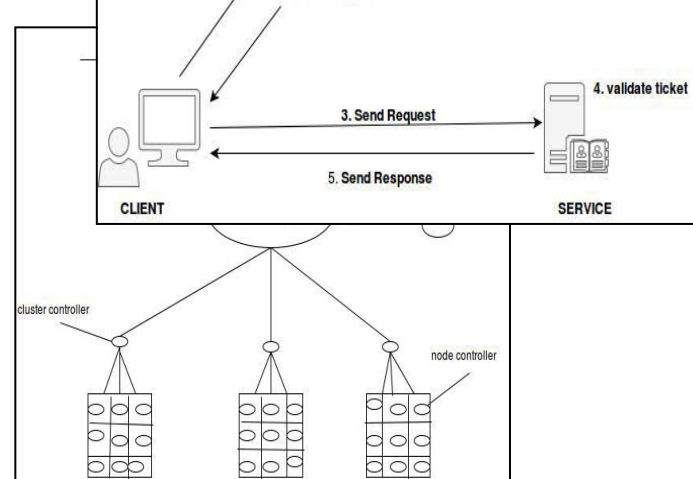 4. validate ticket
3. Send Request
5. Send Response
CLIENT
SERVICE
cluster controller
node controller